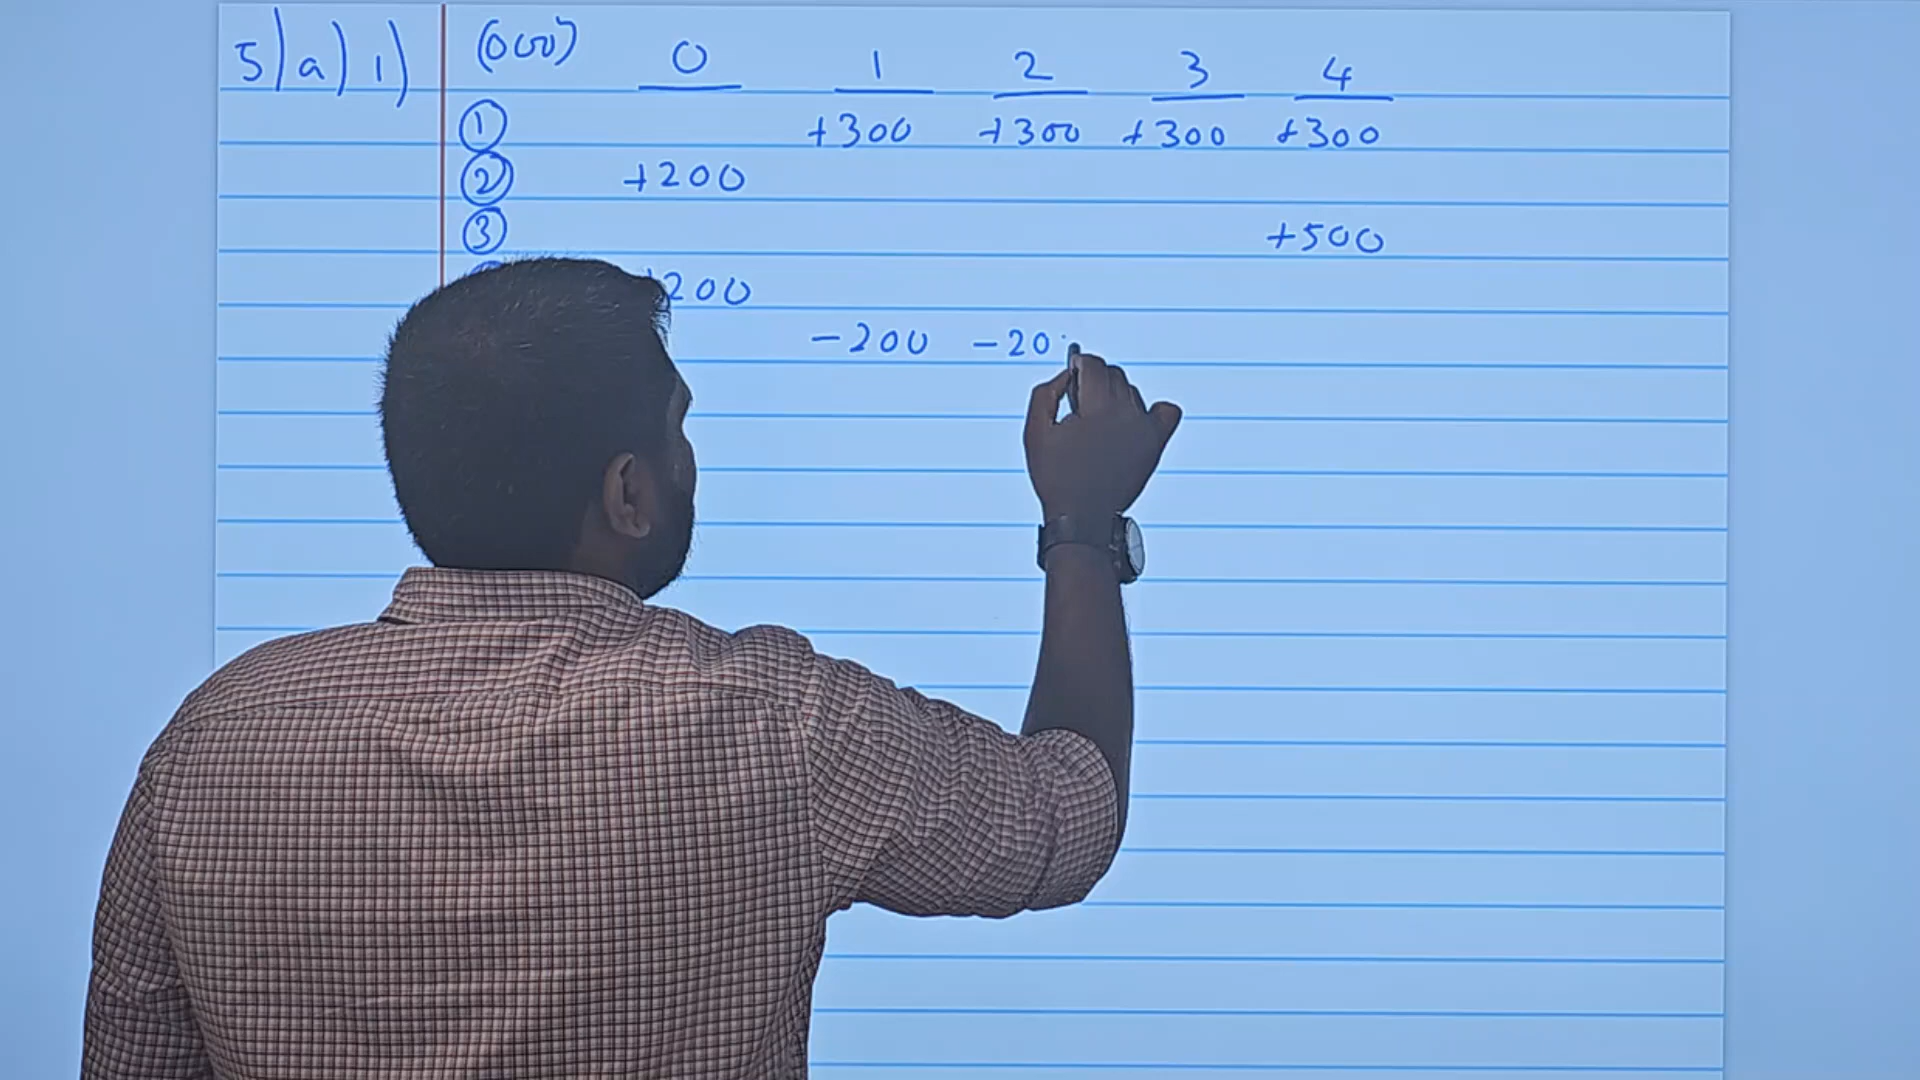 5) a) 1) (000) 0 1 2 3 4
① +300 +300 +300 +300
② +200
③ +500
200
-200 -20